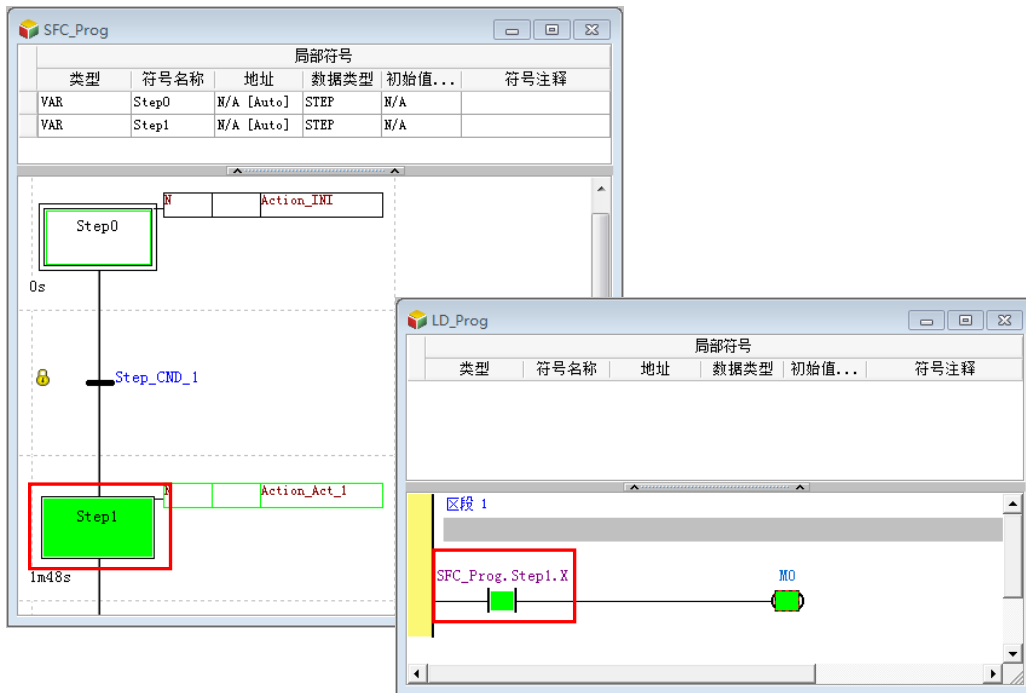 SFC_Prog
局部符号
类型 符号名称 地址 数据类型 初始值... 符号注释
VAR Step0 N/A [Auto] STEP N/A
VAR Step1 N/A [Auto] STEP N/A
N Action_INI
Step0
0s
Step_CND_1
N Action_Act_1
Step1
1m48s
LD_Prog
局部符号
类型 符号名称 地址 数据类型 初始值... 符号注释
区段 1
SFC_Prog.Step1.X M0